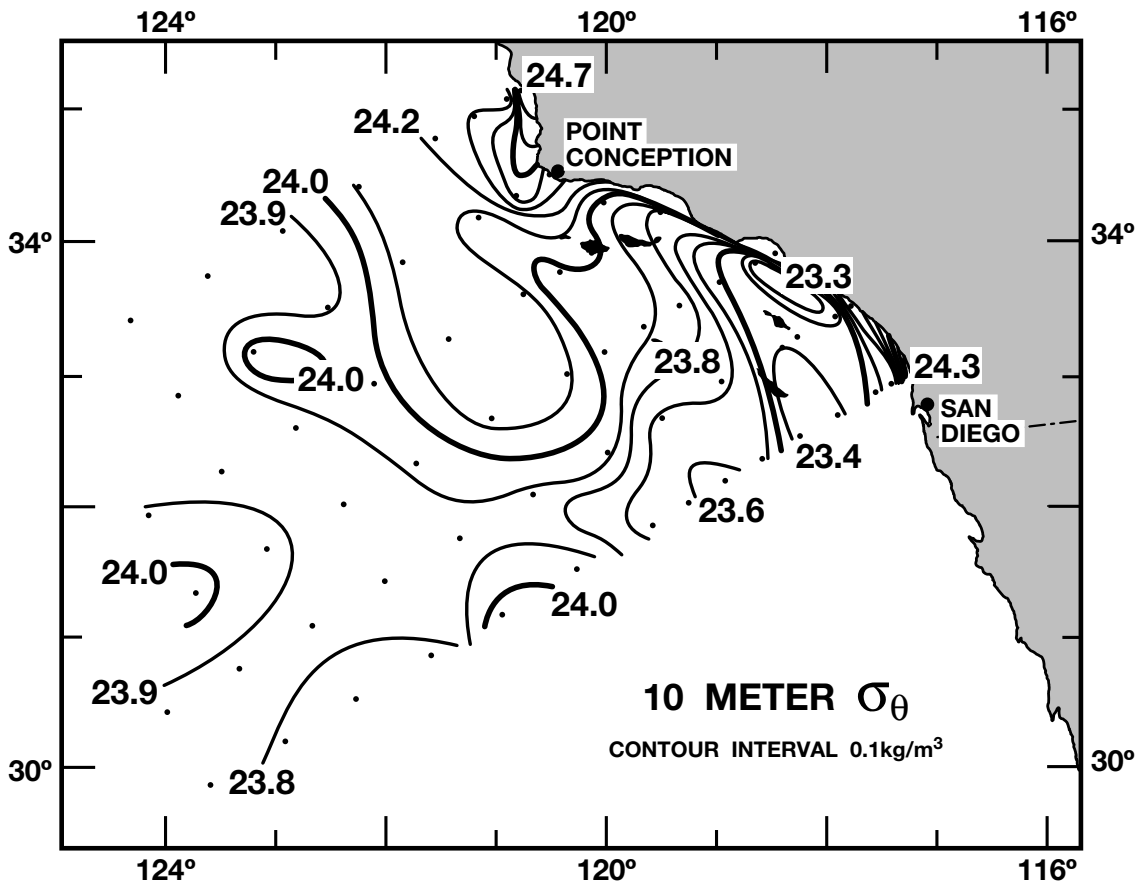 124º 120º 116º
24.7
24.2
POINT
CONCEPTION
24.0
23.9
34º 34º
23.3
23.8
24.0
24.3
SAN
DIEGO
23.4
23.6
24.0
24.0
23.9
10 METER σθ
CONTOUR INTERVAL 0.1kg/m³
30º 30º
23.8
124º 120º 116º